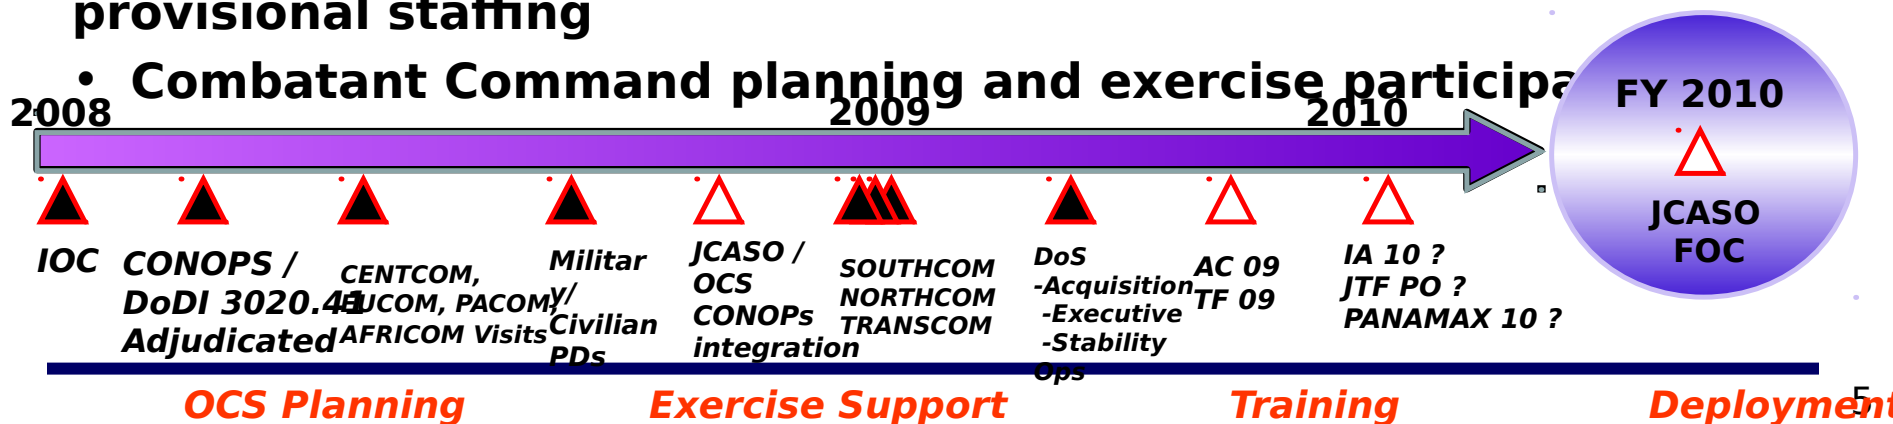 provisional staffing
• Combatant Command planning and exercise participa
2008
2009
2010
FY 2010
JCASO
FOC
IOC
CONOPS /
DoDI 3020.41
Adjudicated
CENTCOM,
EUCOM, PACOM,
AFRICOM Visits
Militar
y/
Civilian
PDs
JCASO /
OCS
CONOPs
integration
SOUTHCOM
NORTHCOM
TRANSCOM
DoS
-Acquisition
-Executive
-Stability
Ops
AC 09
TF 09
IA 10 ?
JTF PO ?
PANAMAX 10 ?
OCS Planning
Exercise Support
Training
Deployment
5